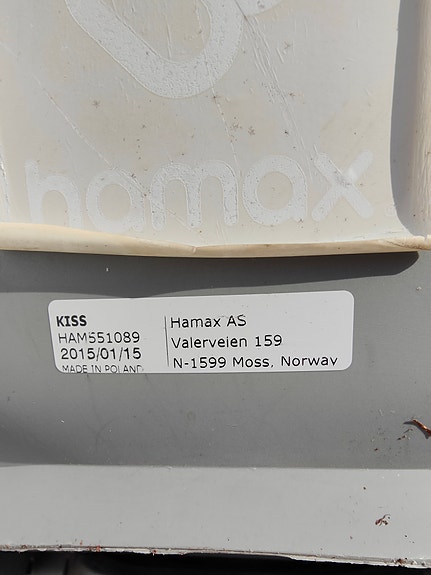 hamax
KISS
HAM551089
2015/01/15
MADE IN POLAND
Hamax AS
Valerveien 159
N-1599 Moss, Norway